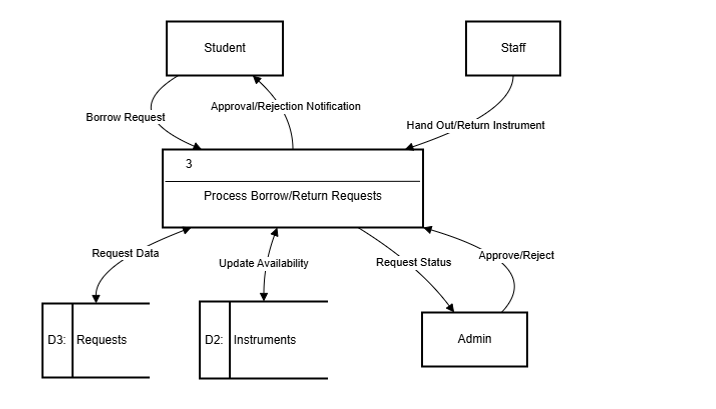 Student
Staff
Borrow Request
Approval/Rejection Notification
Hand Out/Return Instrument
3
Process Borrow/Return Requests
Request Data
Update Availability
Request Status
Approve/Reject
D3: Requests
D2: Instruments
Admin